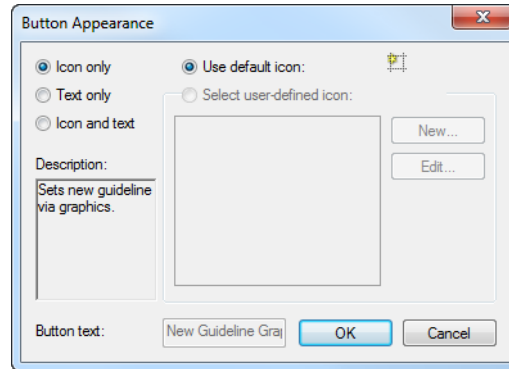 Button Appearance
Icon only
Use default icon:
Text only
Select user-defined icon:
Icon and text
New...
Description:
Edit...
Sets new guideline
via graphics.
Button text:
New Guideline Gra
OK
Cancel